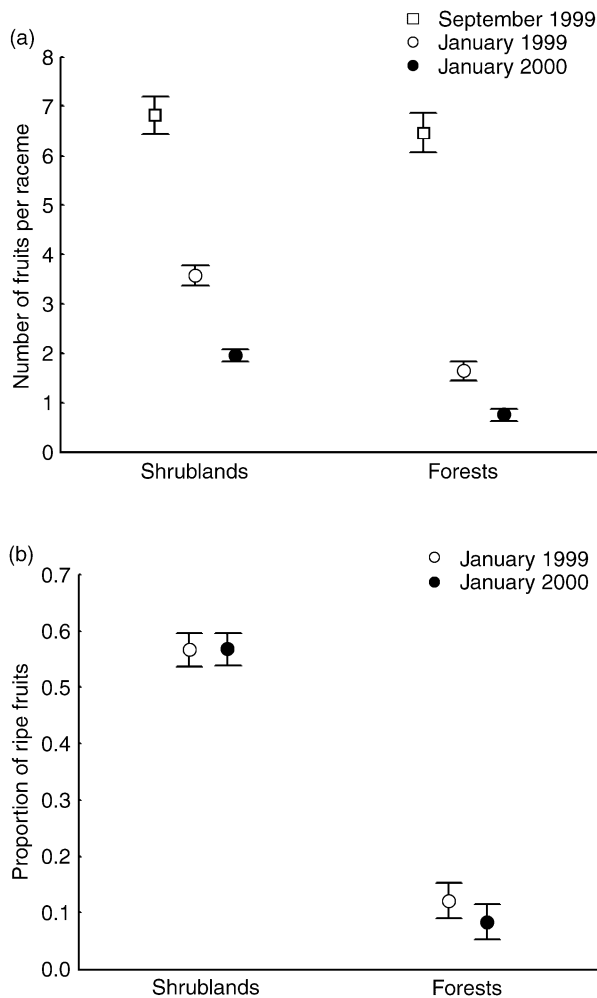 (a)
September 1999
January 1999
January 2000
Number of fruits per raceme
8
7
6
5
4
3
2
1
0
Shrublands Forests
(b)
January 1999
January 2000
Proportion of ripe fruits
0.7
0.6
0.5
0.4
0.3
0.2
0.1
0.0
Shrublands Forests